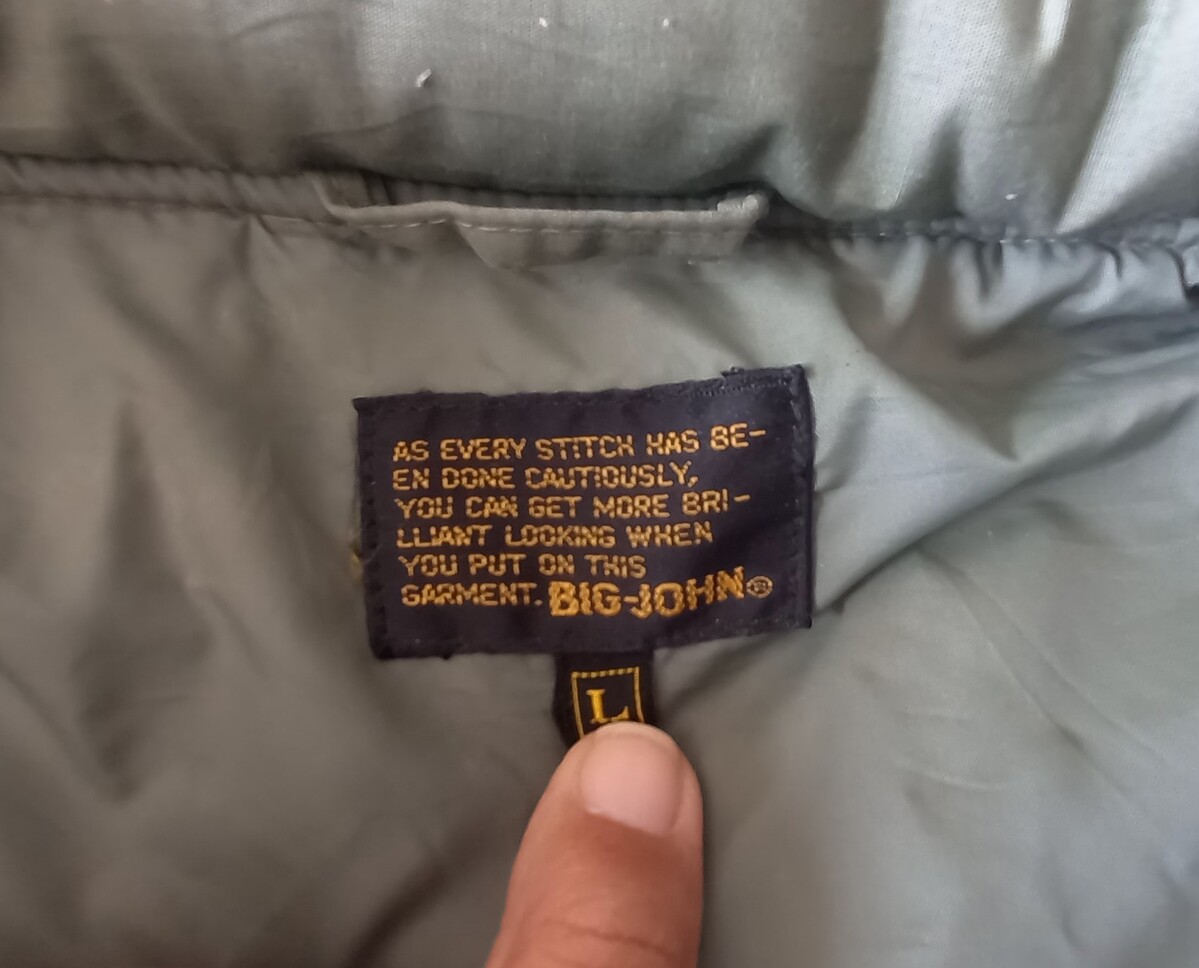 AS EVERY STITCH HAS BE-
EN DONE CAUTIOUSLY,
YOU CAN GET MORE BRI-
LLIANT LOOKING WHEN
YOU PUT ON THIS
GARMENT. BIG-JOHN®
L